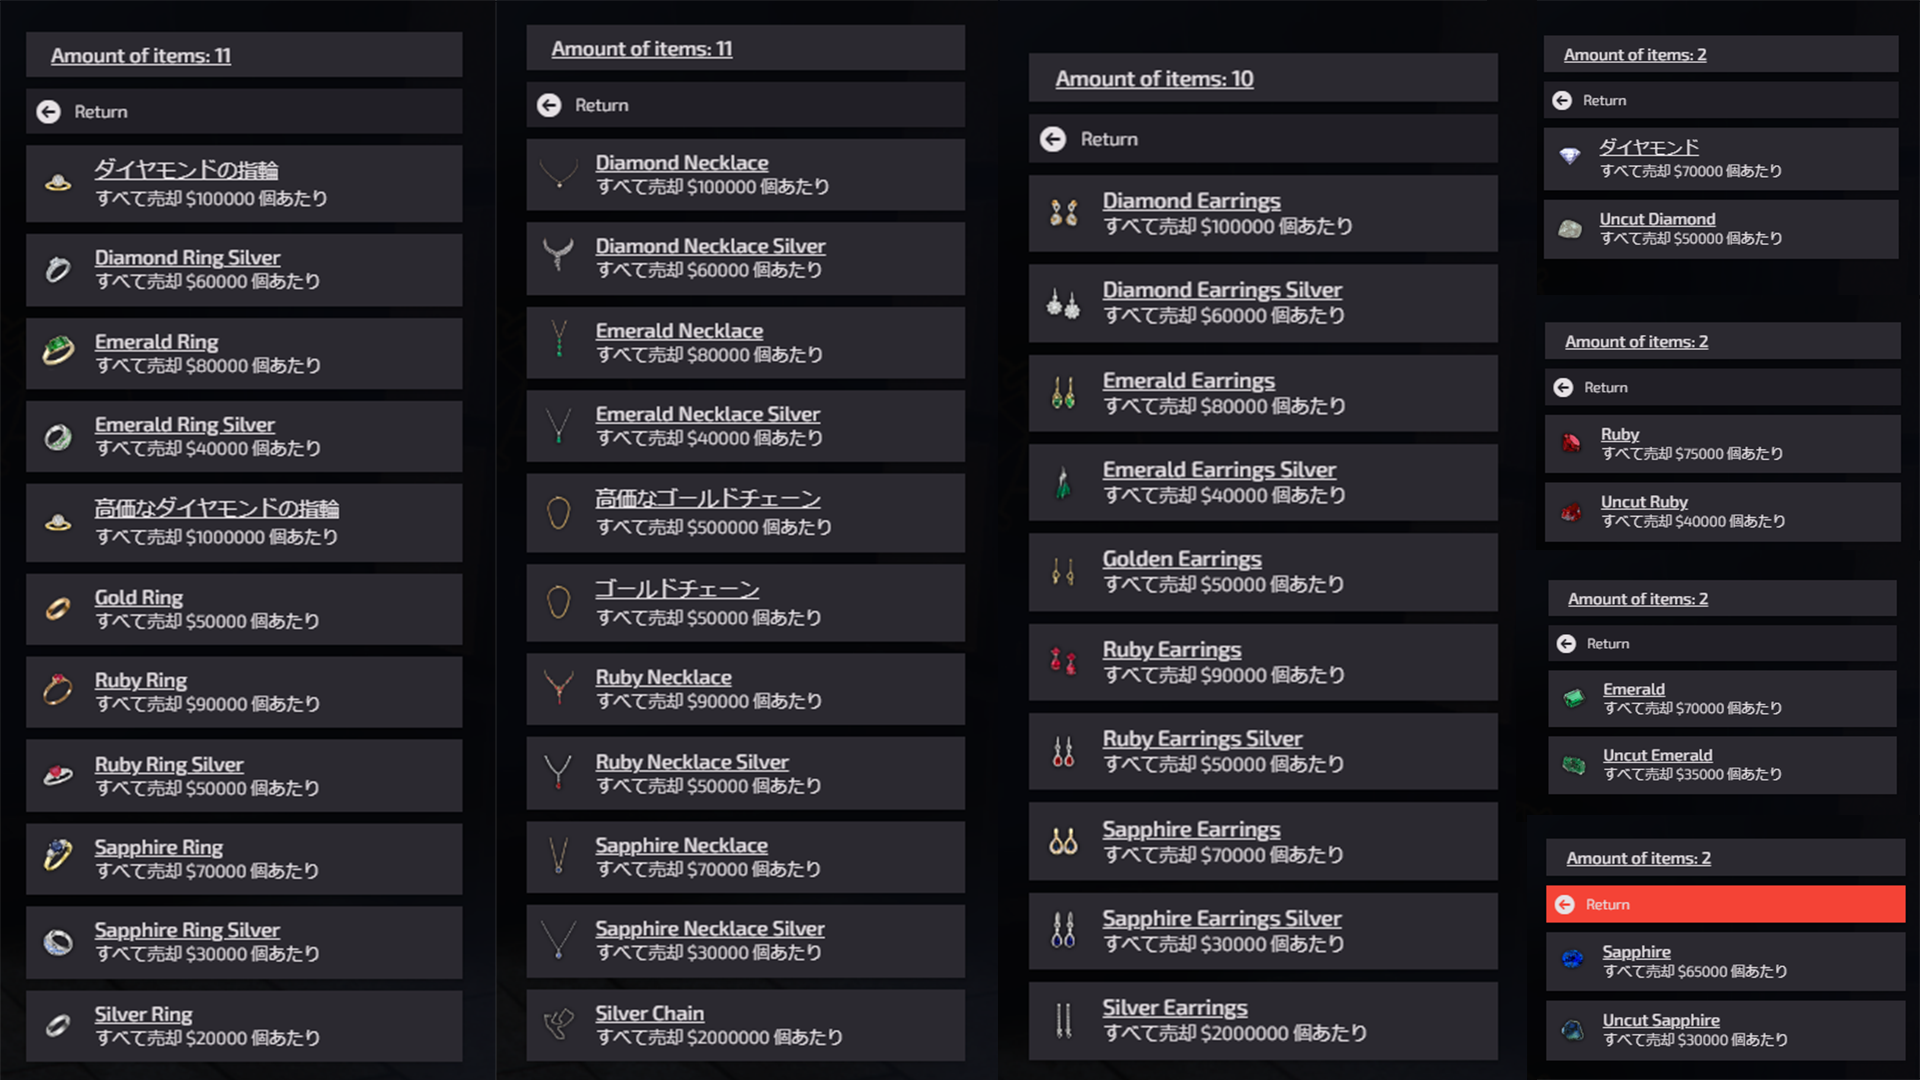 Amount of items: 11
Return
ダイヤモンドの指輪
すべて売却 $100000 個あたり
Diamond Ring Silver
すべて売却 $60000 個あたり
Emerald Ring
すべて売却 $80000 個あたり
Emerald Ring Silver
すべて売却 $40000 個あたり
高価なダイヤモンドの指輪
すべて売却 $1000000 個あたり
Gold Ring
すべて売却 $50000 個あたり
Ruby Ring
すべて売却 $90000 個あたり
Ruby Ring Silver
すべて売却 $50000 個あたり
Sapphire Ring
すべて売却 $70000 個あたり
Sapphire Ring Silver
すべて売却 $30000 個あたり
Silver Ring
すべて売却 $20000 個あたり
Amount of items: 11
Return
Diamond Necklace
すべて売却 $100000 個あたり
Diamond Necklace Silver
すべて売却 $60000 個あたり
Emerald Necklace
すべて売却 $80000 個あたり
Emerald Necklace Silver
すべて売却 $40000 個あたり
高価なゴールドチェーン
すべて売却 $500000 個あたり
ゴールドチェーン
すべて売却 $50000 個あたり
Ruby Necklace
すべて売却 $90000 個あたり
Ruby Necklace Silver
すべて売却 $50000 個あたり
Sapphire Necklace
すべて売却 $70000 個あたり
Sapphire Necklace Silver
すべて売却 $30000 個あたり
Silver Chain
すべて売却 $2000000 個あたり
Amount of items: 10
Return
Diamond Earrings
すべて売却 $100000 個あたり
Diamond Earrings Silver
すべて売却 $60000 個あたり
Emerald Earrings
すべて売却 $80000 個あたり
Emerald Earrings Silver
すべて売却 $40000 個あたり
Golden Earrings
すべて売却 $50000 個あたり
Ruby Earrings
すべて売却 $90000 個あたり
Ruby Earrings Silver
すべて売却 $50000 個あたり
Sapphire Earrings
すべて売却 $70000 個あたり
Sapphire Earrings Silver
すべて売却 $30000 個あたり
Silver Earrings
すべて売却 $2000000 個あたり
Amount of items: 2
Return
ダイヤモンド
すべて売却 $70000 個あたり
Uncut Diamond
すべて売却 $50000 個あたり
Amount of items: 2
Return
Ruby
すべて売却 $75000 個あたり
Uncut Ruby
すべて売却 $40000 個あたり
Amount of items: 2
Return
Emerald
すべて売却 $70000 個あたり
Uncut Emerald
すべて売却 $35000 個あたり
Amount of items: 2
Return
Sapphire
すべて売却 $65000 個あたり
Uncut Sapphire
すべて売却 $30000 個あたり